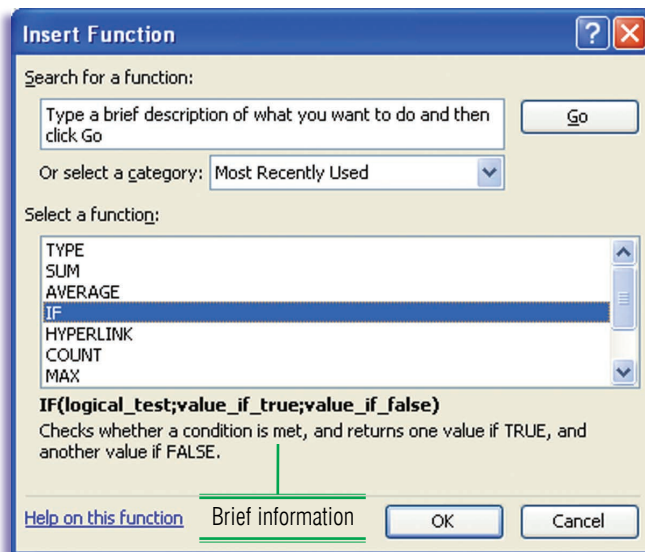 Insert Function
Search for a function:
Type a brief description of what you want to do and then
click Go
Go
Or select a category: Most Recently Used
Select a function:
TYPE
SUM
AVERAGE
IF
HYPERLINK
COUNT
MAX
IF(logical_test;value_if_true;value_if_false)
Checks whether a condition is met, and returns one value if TRUE, and
another value if FALSE.
Help on this function
Brief information
OK
Cancel